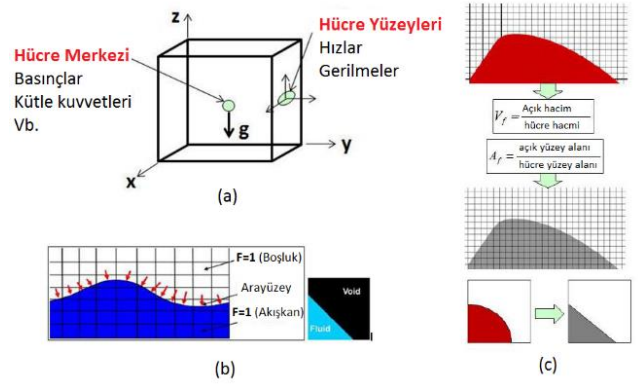 z
Hücre Merkezi
Basınçlar
Kütle kuvvetleri
Vb.
g
x
y
Hücre Yüzeyleri
Hızlar
Gerilmeler
(a)
F=1 (Boşluk)
Arayüzey
F=1 (Akışkan)
Void
Fluid
(b)
V_f = Açık hacim / hücre hacmi
A_f = açık yüzey alanı / hücre yüzey alanı
(c)